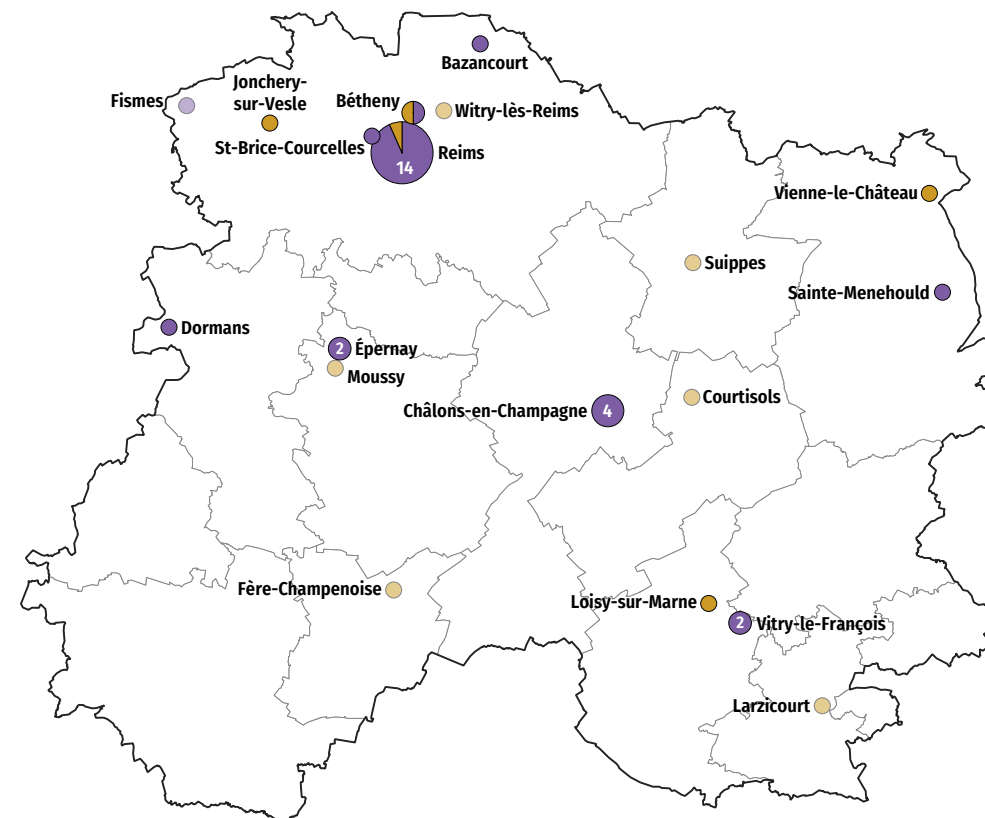 Bazancourt
Jonchery-
sur-Vesle
Fismes
Bétheny
Witry-lès-Reims
St-Brice-Courcelles
Reims
14
Vienne-le-Château
Suippes
Sainte-Menehould
Dormans
2
Épernay
Moussy
Courtisols
Châlons-en-Champagne
4
Fère-Champenoise
Loisy-sur-Marne
2
Vitry-le-François
Larzicourt